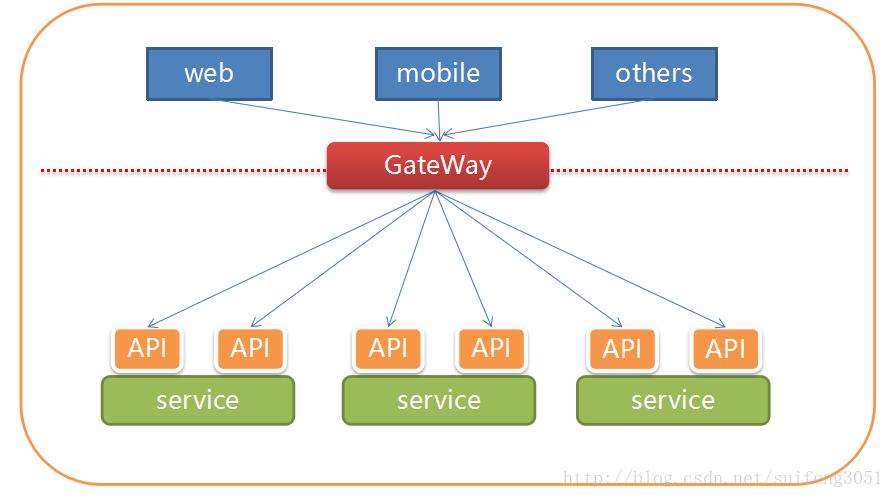 web
mobile
others
GateWay
API
API
API
API
API
API
service
service
service
http://blog.csdn.net/suifeng3051